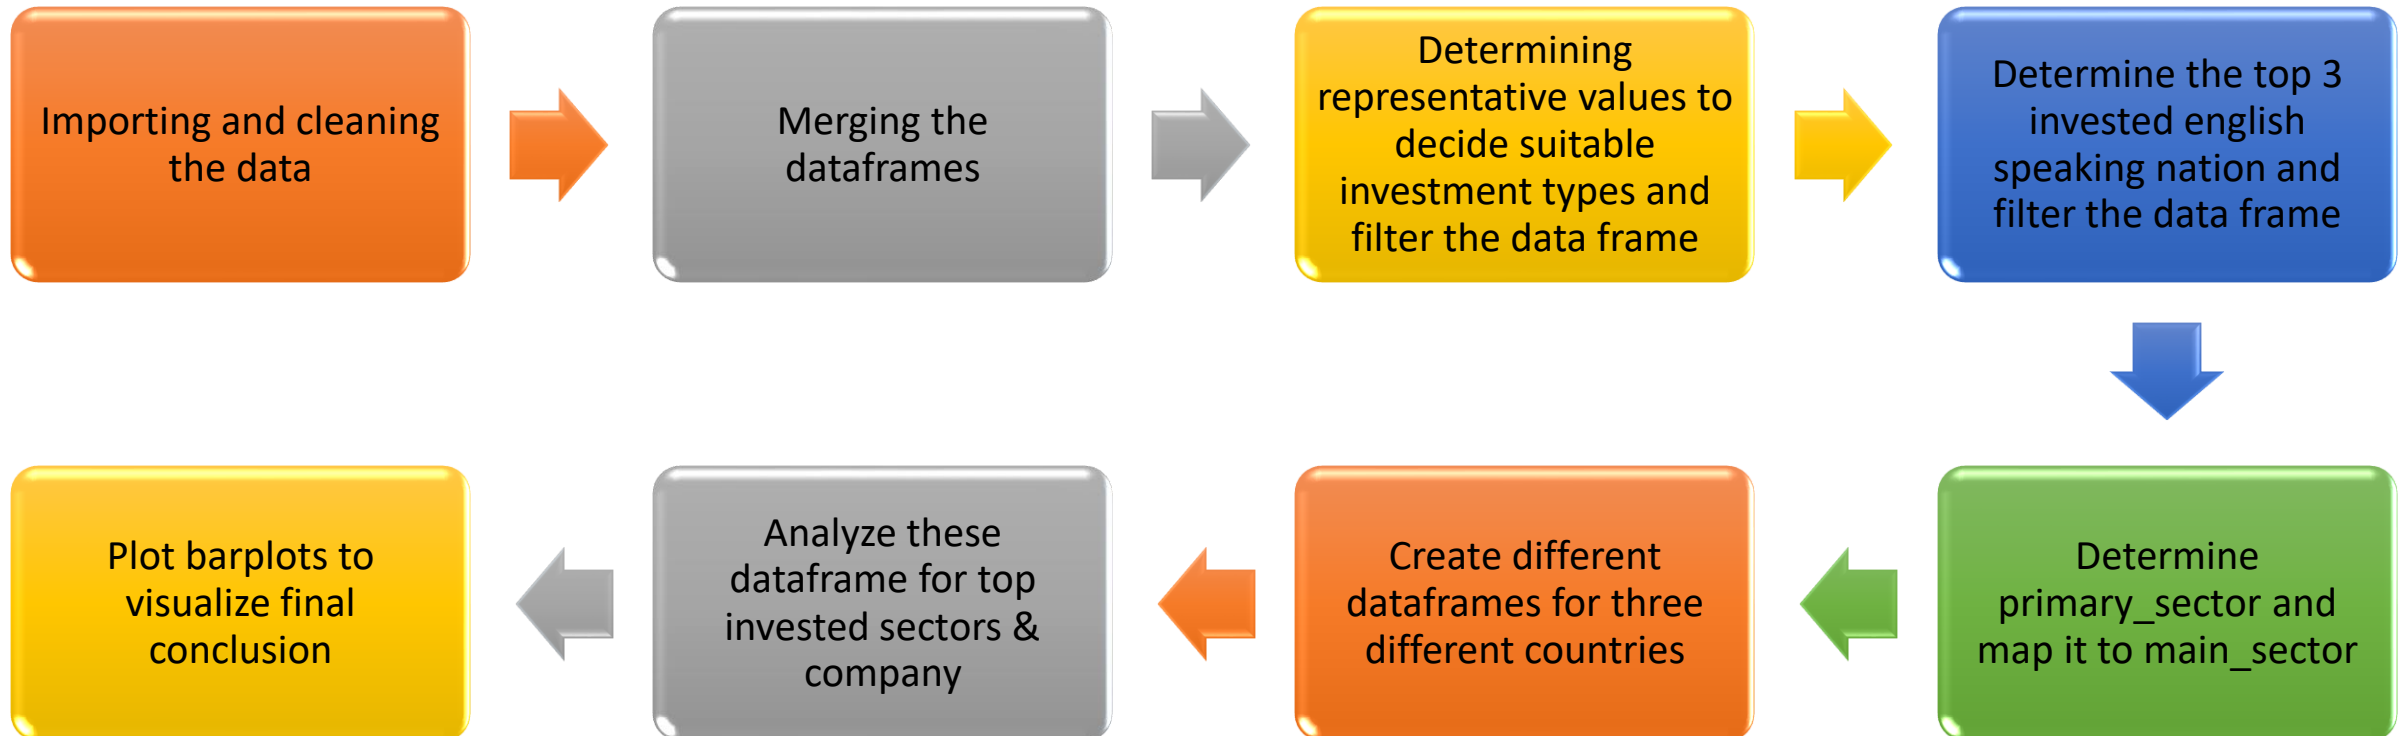 Importing and cleaning
the data
Merging the
dataframes
Determining
representative values to
decide suitable
investment types and
filter the data frame
Determine the top 3
invested english
speaking nation and
filter the data frame
Determine
primary_sector and
map it to main_sector
Create different
dataframes for three
different countries
Analyze these
dataframe for top
invested sectors &
company
Plot barplots to
visualize final
conclusion